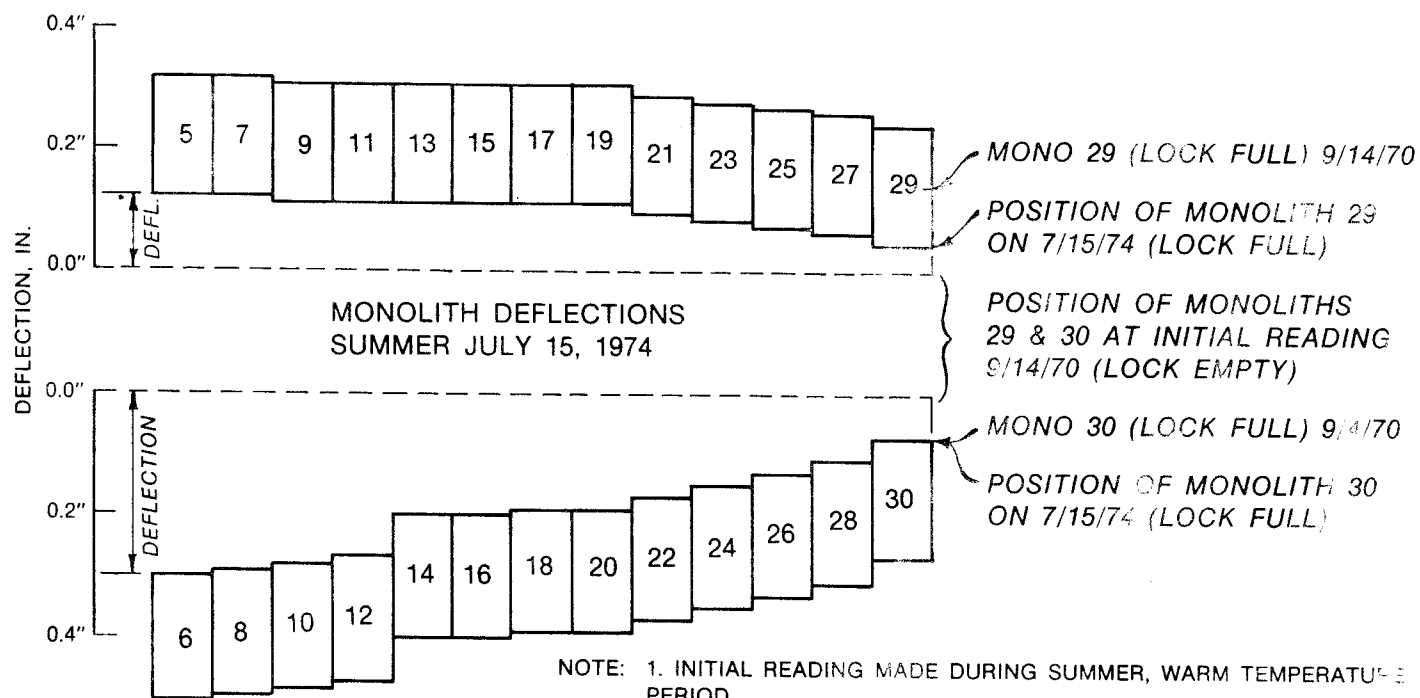 0.4"
0.2"
0.0"
DEFLECTION, IN.
DEFL.
5 7 9 11 13 15 17 19 21 23 25 27 29
MONO 29 (LOCK FULL) 9/14/70
POSITION OF MONOLITH 29
ON 7/15/74 (LOCK FULL)
MONOLITH DEFLECTIONS
SUMMER JULY 15, 1974
POSITION OF MONOLITHS
29 & 30 AT INITIAL READING
9/14/70 (LOCK EMPTY)
0.0"
0.2"
0.4"
DEFLECTION
6 8 10 12 14 16 18 20 22 24 26 28 30
MONO 30 (LOCK FULL) 9/4/70
POSITION OF MONOLITH 30
ON 7/15/74 (LOCK FULL)
NOTE: 1. INITIAL READING MADE DURING SUMMER, WARM TEMPERATURE
PERIOD